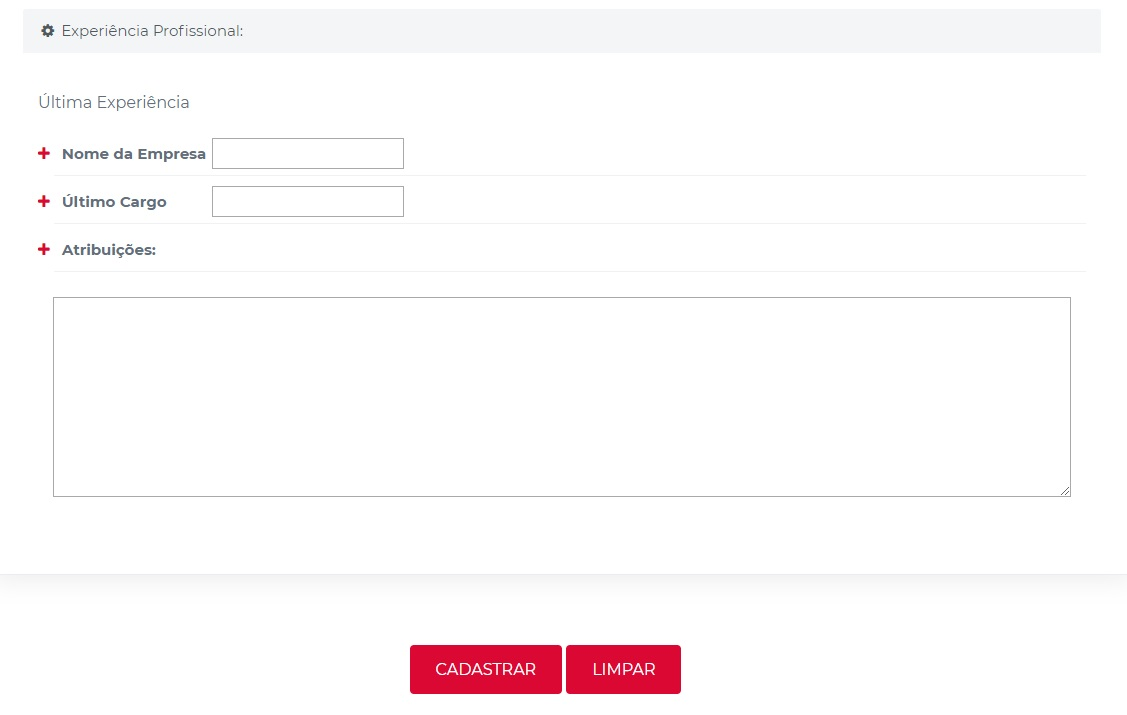 Experiência Profissional:
Última Experiência
Nome da Empresa
Último Cargo
Atribuições:
CADASTRAR LIMPAR